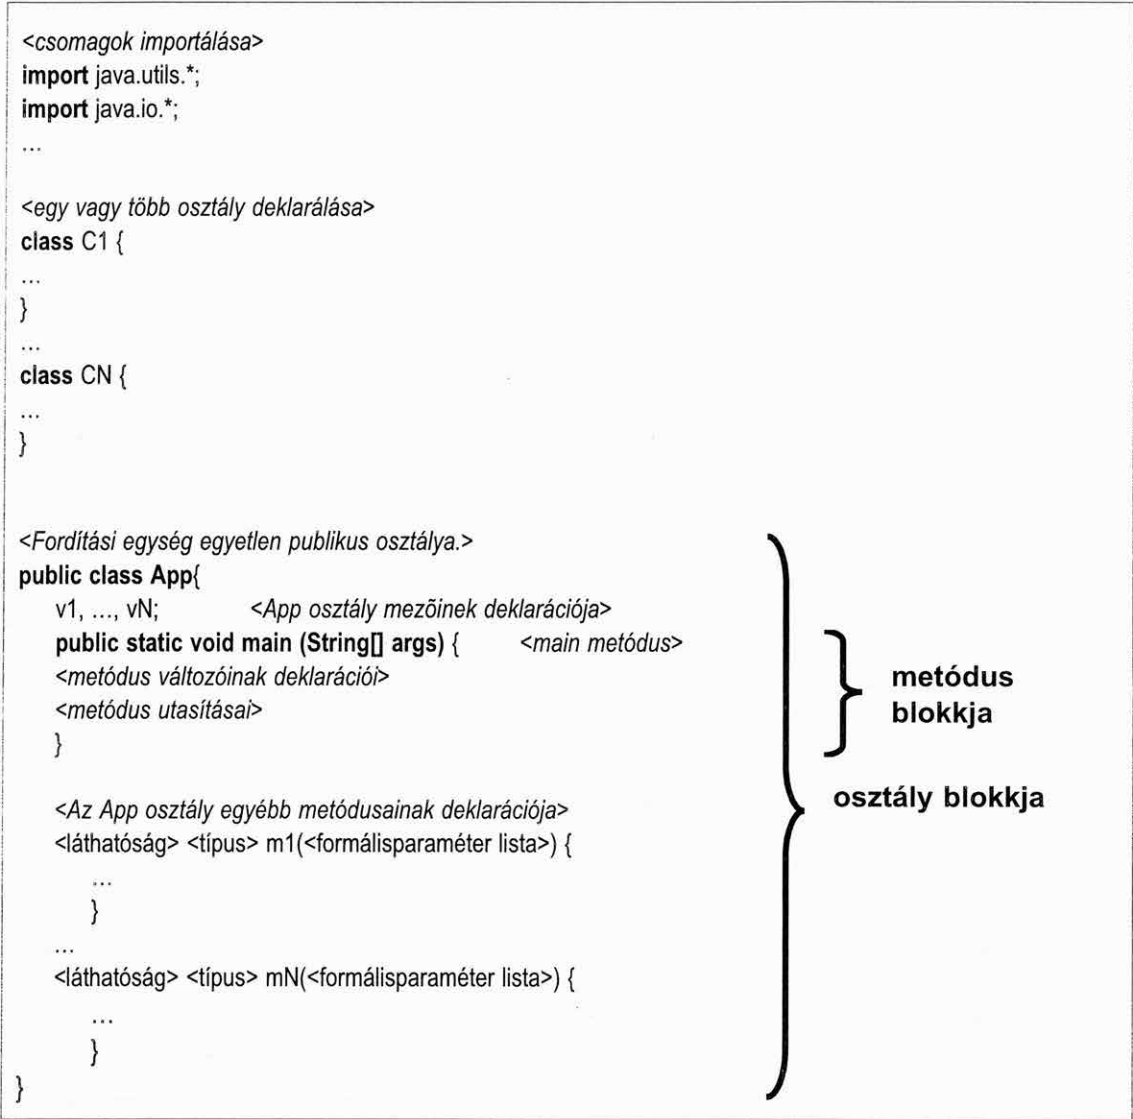 <csomagok importálása>
import java.utils.*;
import java.io.*;
...
<egy vagy több osztály deklarálása>
class C1 {
...
}
...
class CN {
...
}
<Fordítási egység egyetlen publikus osztálya.>
public class App{
v1, ..., vN; <App osztály mezõinek deklarációja>
public static void main (String[] args) { <main metódus>
<metódus változóinak deklarációi>
<metódus utasításai>
}
metódus
blokkja
osztály blokkja
<Az App osztály egyébb metódusainak deklarációja>
<láthatóság> <típus> m1(<formálisparaméter lista>) {
...
}
...
<láthatóság> <típus> mN(<formálisparaméter lista>) {
...
}
}